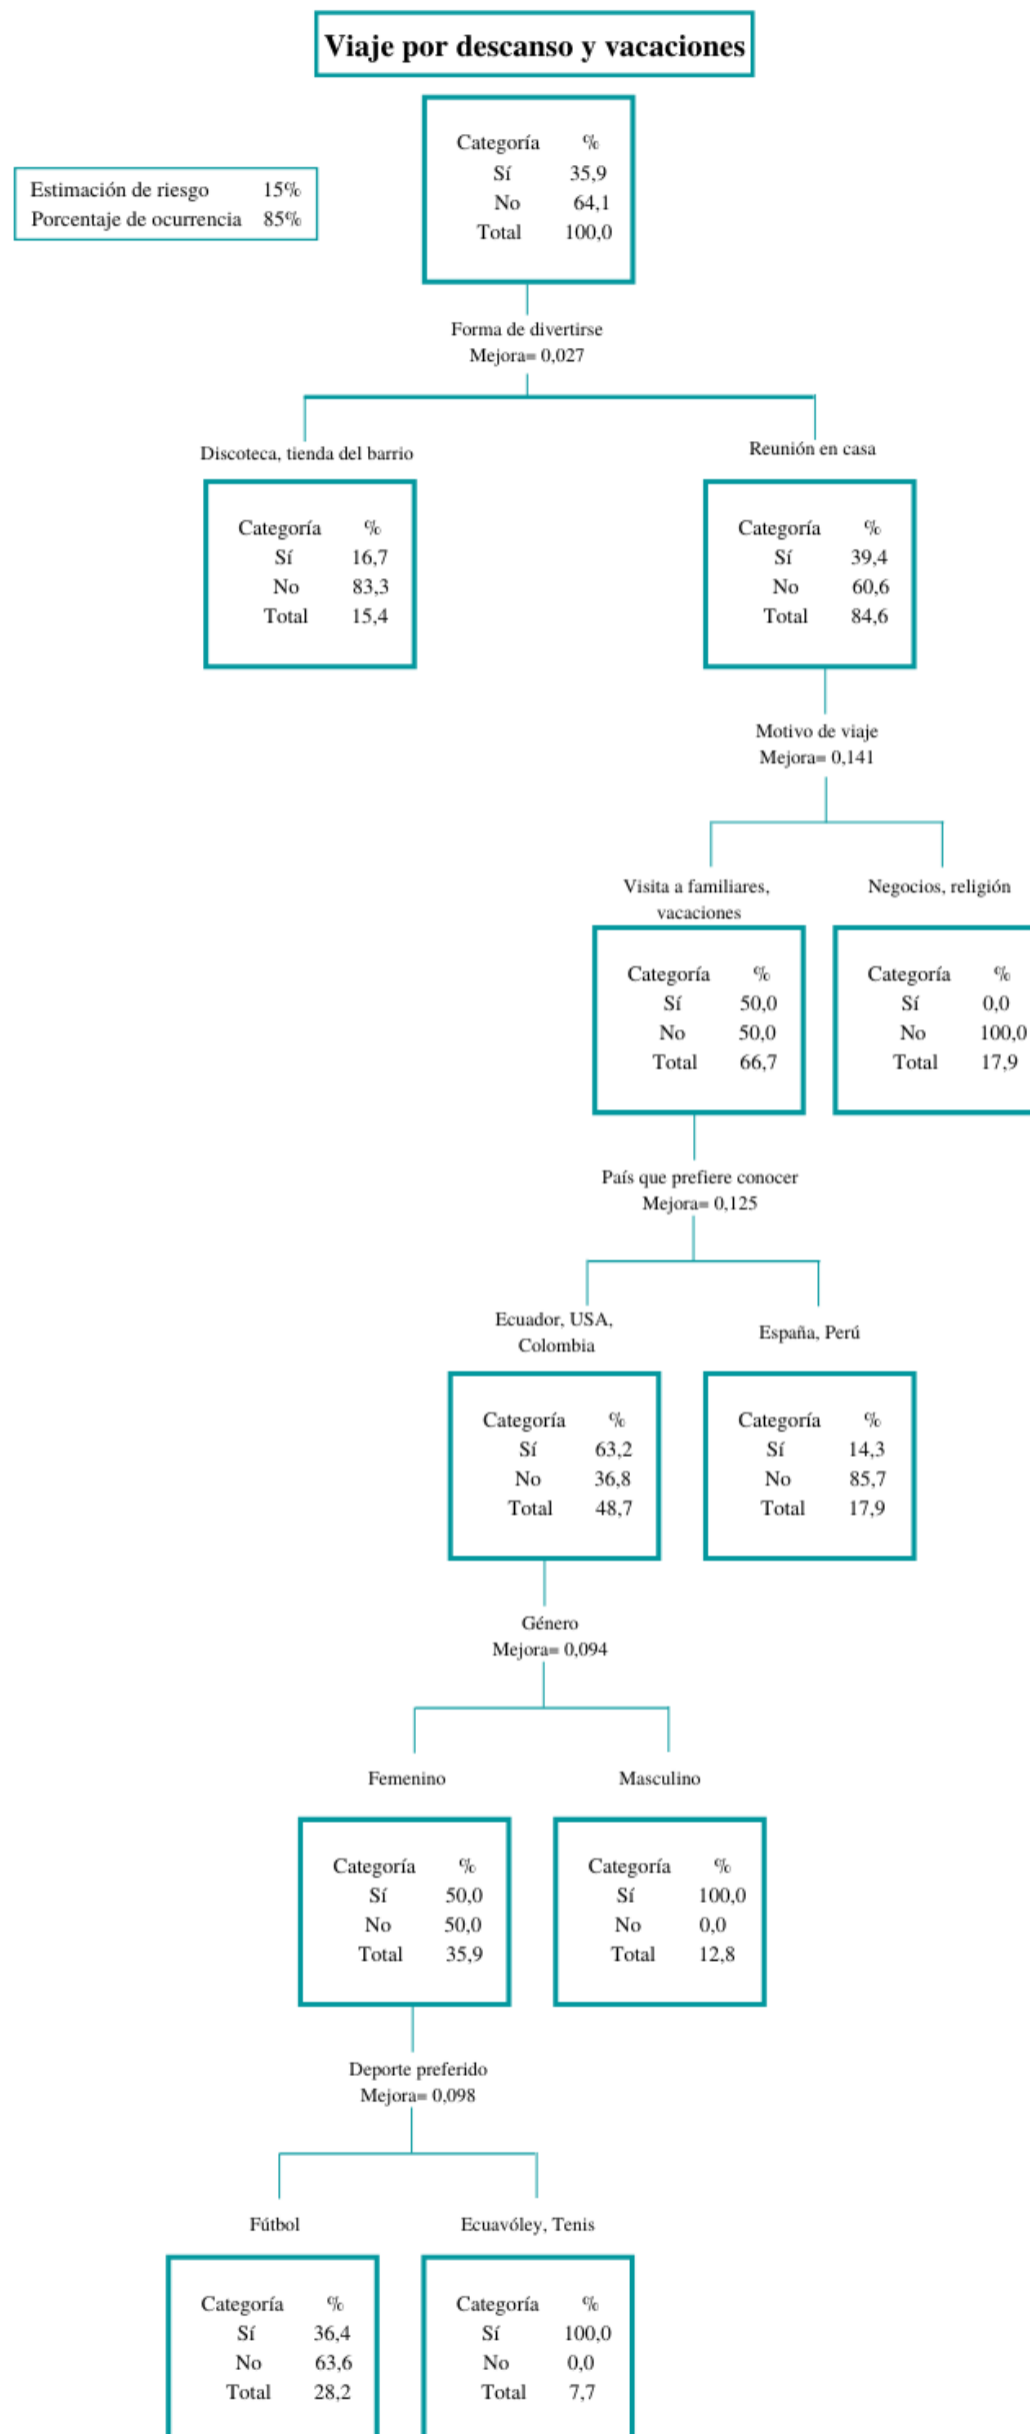 Viaje por descanso y vacaciones
Categoría %
Sí 35,9
No 64,1
Total 100,0
Estimación de riesgo 15%
Porcentaje de ocurrencia 85%
Forma de divertirse
Mejora= 0,027
Discoteca, tienda del barrio
Categoría %
Sí 16,7
No 83,3
Total 15,4
Reunión en casa
Categoría %
Sí 39,4
No 60,6
Total 84,6
Motivo de viaje
Mejora= 0,141
Visita a familiares,
vacaciones
Categoría %
Sí 50,0
No 50,0
Total 66,7
Negocios, religión
Categoría %
Sí 0,0
No 100,0
Total 17,9
País que prefiere conocer
Mejora= 0,125
Ecuador, USA,
Colombia
Categoría %
Sí 63,2
No 36,8
Total 48,7
España, Perú
Categoría %
Sí 14,3
No 85,7
Total 17,9
Género
Mejora= 0,094
Femenino
Categoría %
Sí 50,0
No 50,0
Total 35,9
Masculino
Categoría %
Sí 100,0
No 0,0
Total 12,8
Deporte preferido
Mejora= 0,098
Fútbol
Categoría %
Sí 36,4
No 63,6
Total 28,2
Ecuavóley, Tenis
Categoría %
Sí 100,0
No 0,0
Total 7,7